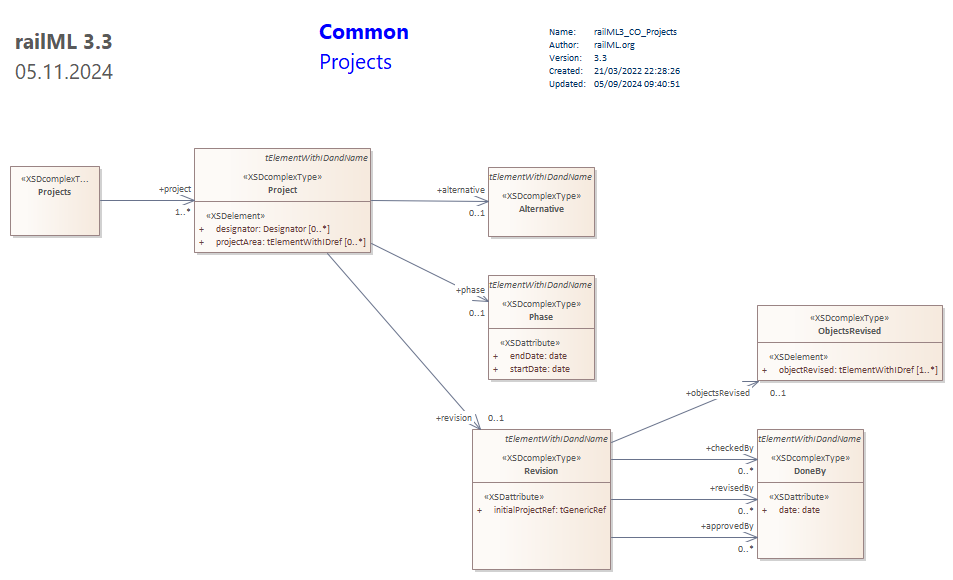 railML 3.3
05.11.2024
Common
Projects
Name: railML3_CO_Projects
Author: railML.org
Version: 3.3
Created: 21/03/2022 22:28:26
Updated: 05/09/2024 09:40:51
«XSDcomplexT...
Projects
+project
1..*
tElementWithIDandName
«XSDcomplexType»
Project
«XSDelement»
+ designator: Designator [0..*]
+ projectArea: tElementWithIDref [0..*]
+alternative
0..1
tElementWithIDandName
«XSDcomplexType»
Alternative
+phase
0..1
tElementWithIDandName
«XSDcomplexType»
Phase
«XSDattribute»
+ endDate: date
+ startDate: date
+revision
0..1
tElementWithIDandName
«XSDcomplexType»
Revision
«XSDattribute»
+ initialProjectRef: tGenericRef
+objectsRevised
0..1
«XSDcomplexType»
ObjectsRevised
«XSDelement»
+ objectRevised: tElementWithIDref [1..*]
+checkedBy
0..*
+revisedBy
0..*
+approvedBy
0..*
tElementWithIDandName
«XSDcomplexType»
DoneBy
«XSDattribute»
+ date: date